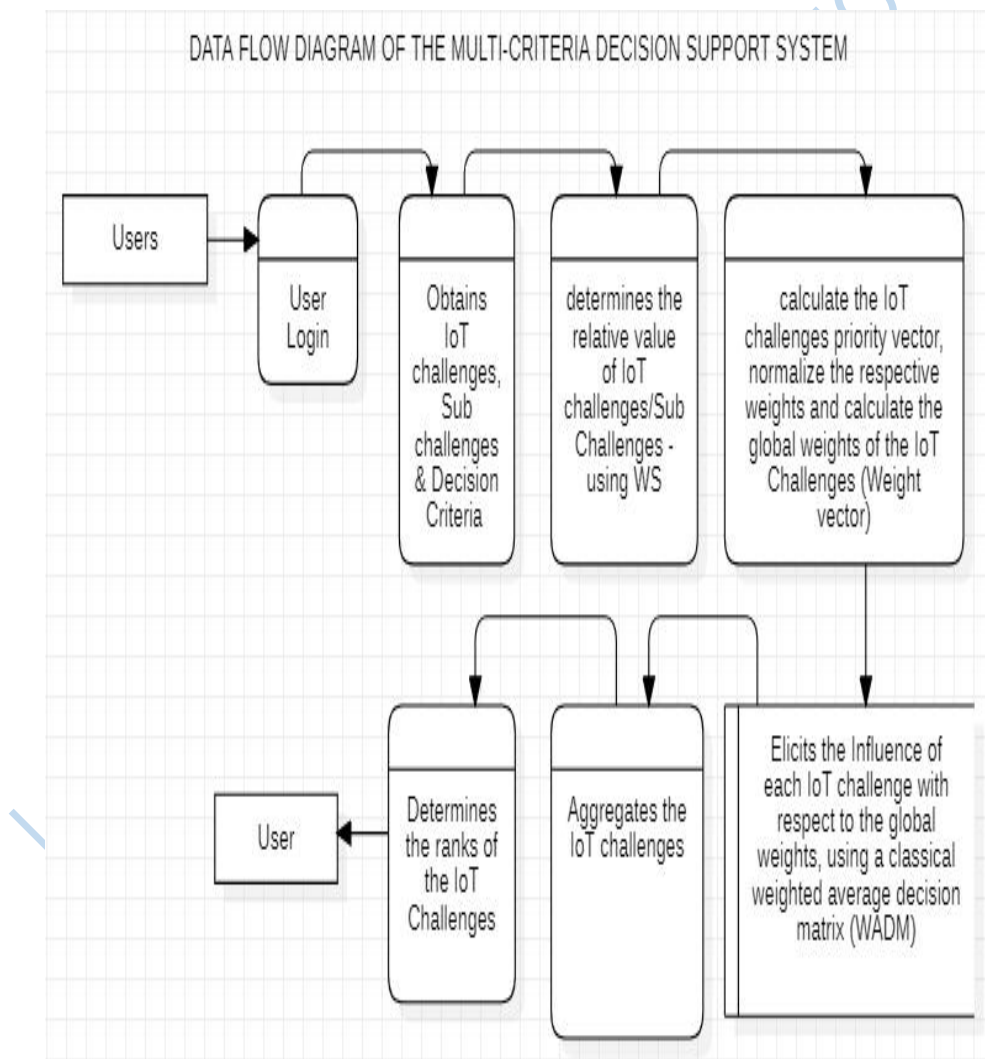 DATA FLOW DIAGRAM OF THE MULTI-CRITERIA DECISION SUPPORT SYSTEM
Users
User
Login
Obtains
IoT
challenges,
Sub
challenges
& Decision
Criteria
determines the
relative value
of IoT
challenges/Sub
Challenges -
using WS
calculate the IoT
challenges priority vector,
normalize the respective
weights and calculate the
global weights of the IoT
Challenges (Weight
vector)
Elicits the Influence of
each IoT challenge with
respect to the global
weights, using a classical
weighted average decision
matrix (WADM)
Aggregates the
IoT challenges
Determines
the ranks of
the IoT
Challenges
User